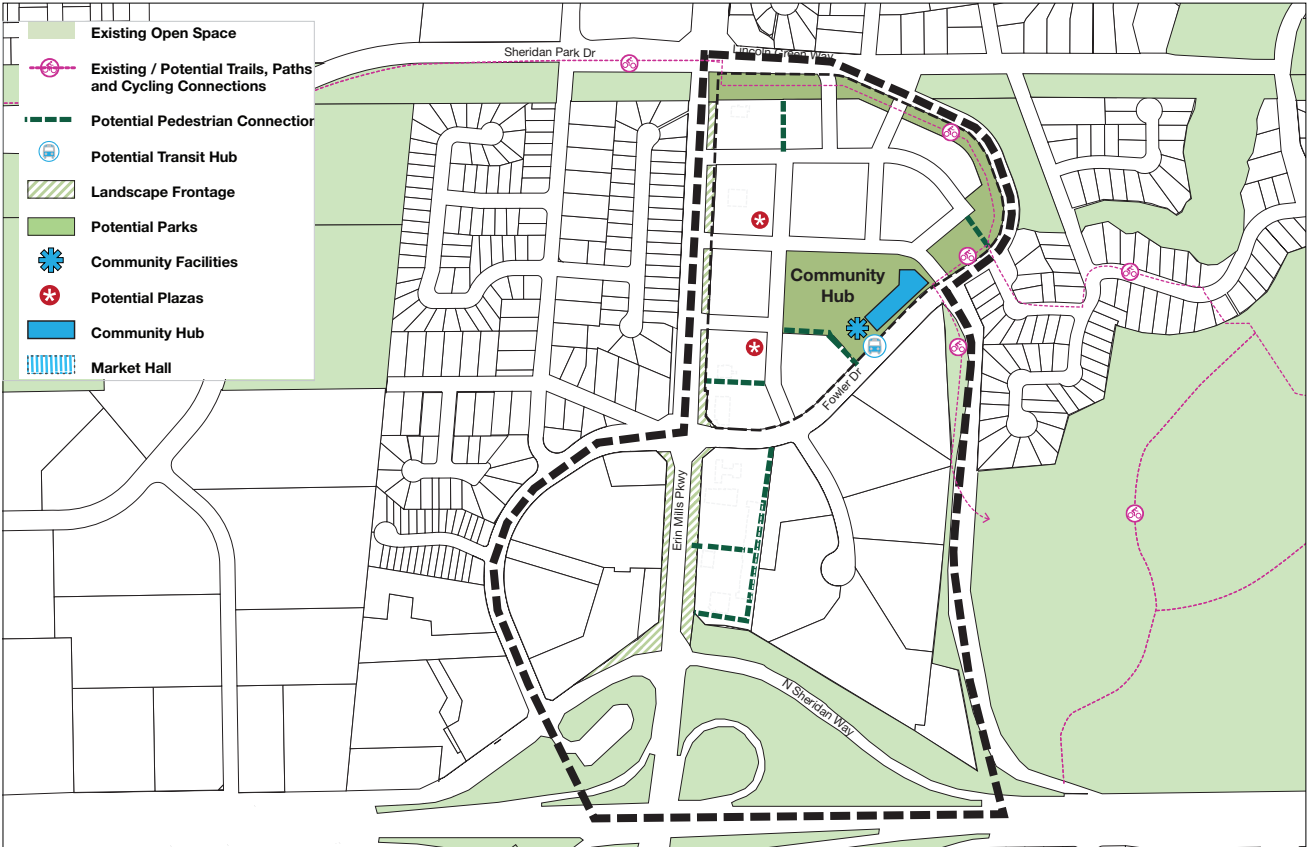 Existing Open Space
Existing / Potential Trails, Paths
and Cycling Connections
Potential Pedestrian Connection
Potential Transit Hub
Landscape Frontage
Potential Parks
Community Facilities
Potential Plazas
Community Hub
Market Hall
Sheridan Park Dr
Lincoln Green Way
Community
Hub
Fowler Dr
Erin Mills Pkwy
N Sheridan Way